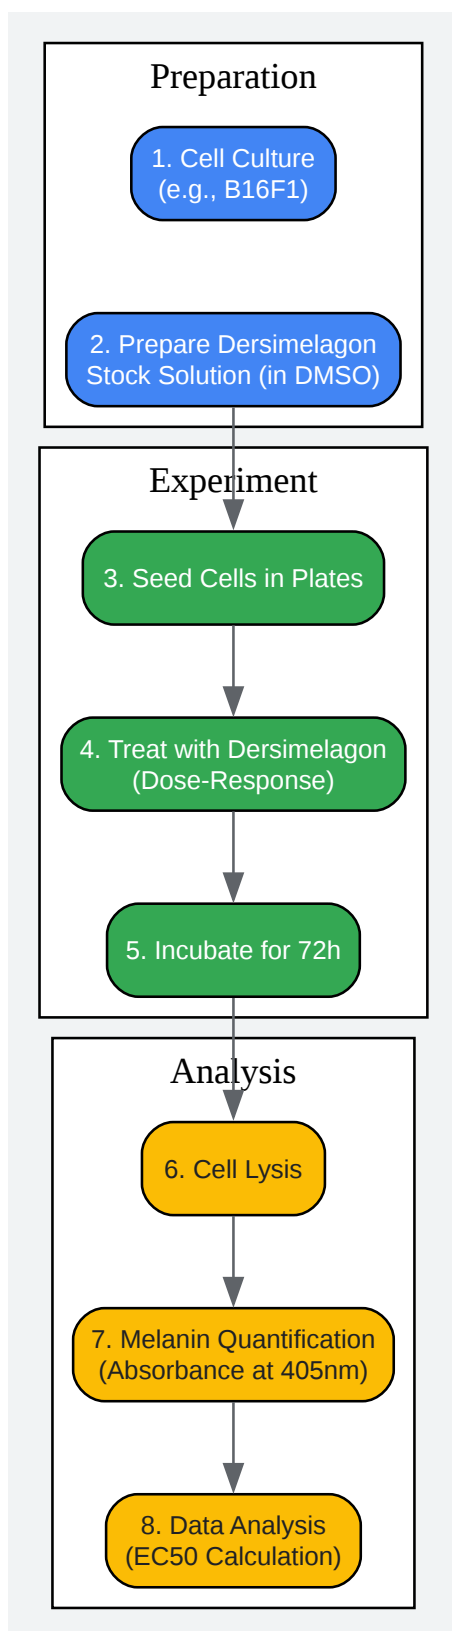 Preparation
1. Cell Culture
(e.g., B16F1)
2. Prepare Dersimelagon
Stock Solution (in DMSO)
Experiment
3. Seed Cells in Plates
4. Treat with Dersimelagon
(Dose-Response)
5. Incubate for 72h
Analysis
6. Cell Lysis
7. Melanin Quantification
(Absorbance at 405nm)
8. Data Analysis
(EC50 Calculation)